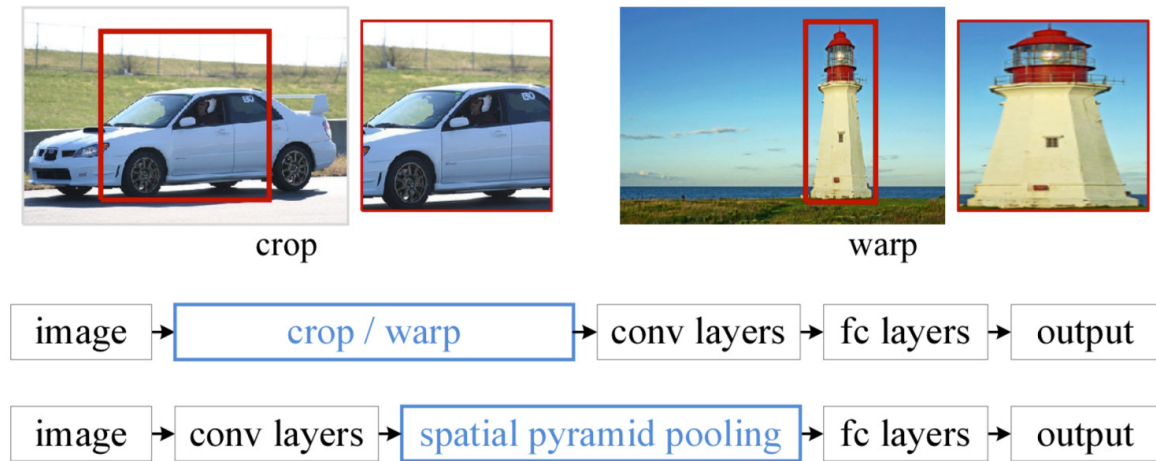 crop
warp
image crop / warp conv layers fc layers output
image conv layers spatial pyramid pooling fc layers output